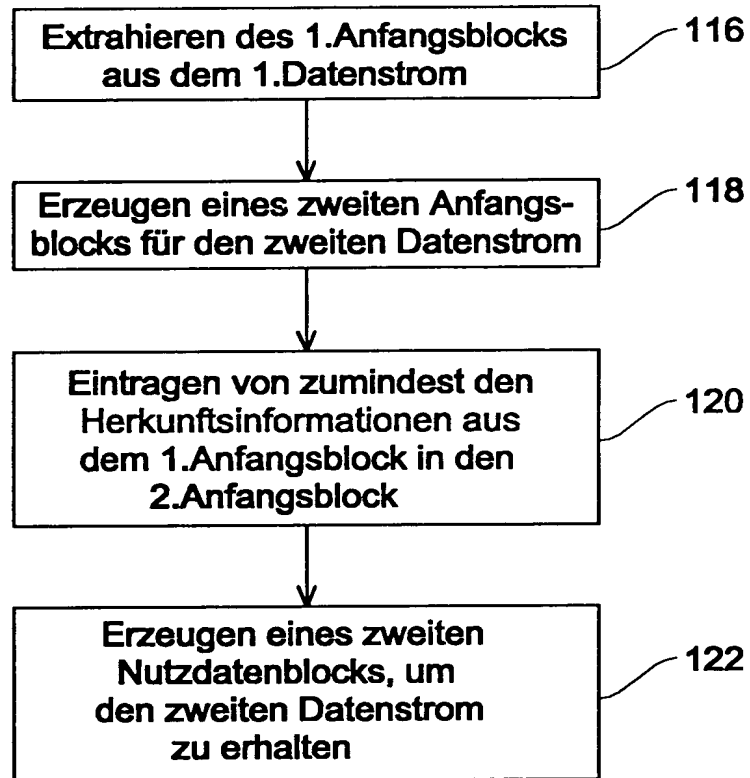 Extrahieren des 1.Anfangsblocks
aus dem 1.Datenstrom
116
Erzeugen eines zweiten Anfangs-
blocks für den zweiten Datenstrom
118
Eintragen von zumindest den
Herkunftsinformationen aus
dem 1.Anfangsblock in den
2.Anfangsblock
120
Erzeugen eines zweiten
Nutzdatenblocks, um
den zweiten Datenstrom
zu erhalten
122